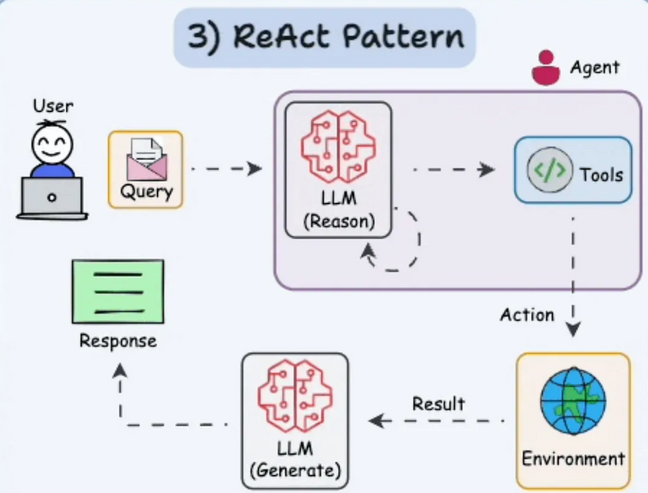 3) ReAct Pattern
Agent
User
Query
LLM
(Reason)
</>
Tools
Action
Response
LLM
(Generate)
Result
Environment